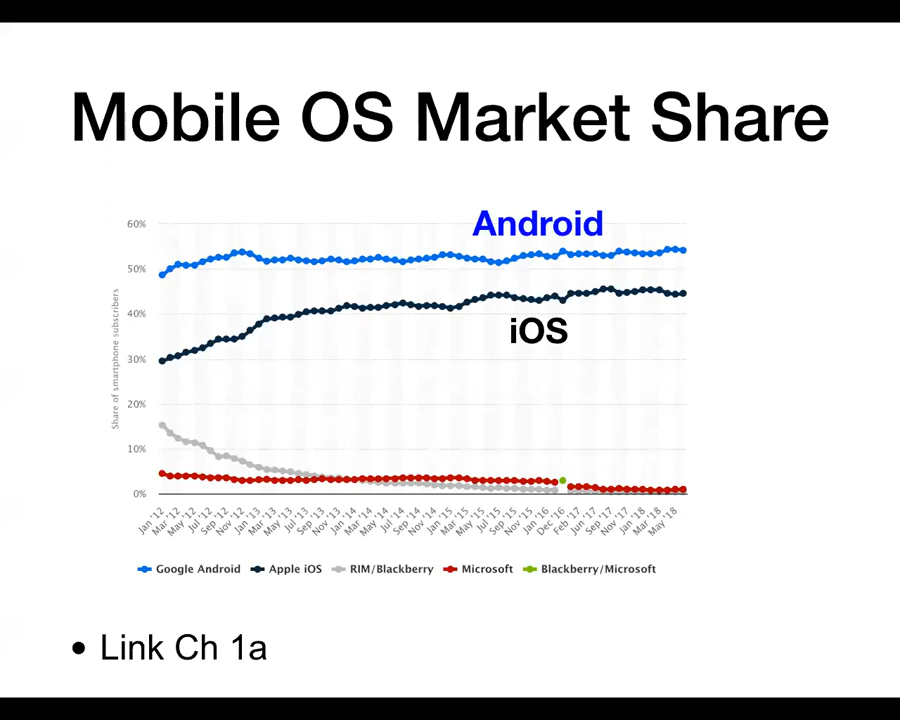 Mobile OS Market Share
Android
iOS
Share of smartphone subscribers
60%
50%
40%
30%
20%
10%
0%
Jan '12
Mar '12
May '12
Jul '12
Sep '12
Nov '12
Jan '13
Mar '13
May '13
Jul '13
Sep '13
Nov '13
Jan '14
Mar '14
May '14
Jul '14
Sep '14
Nov '14
Jan '15
Mar '15
May '15
Jul '15
Sep '15
Nov '15
Jan '16
Dec '16
Feb '17
Jun '17
Sep '17
Nov '17
Jan '18
Mar '18
May '18
Google Android
Apple iOS
RIM/Blackberry
Microsoft
Blackberry/Microsoft
• Link Ch 1a